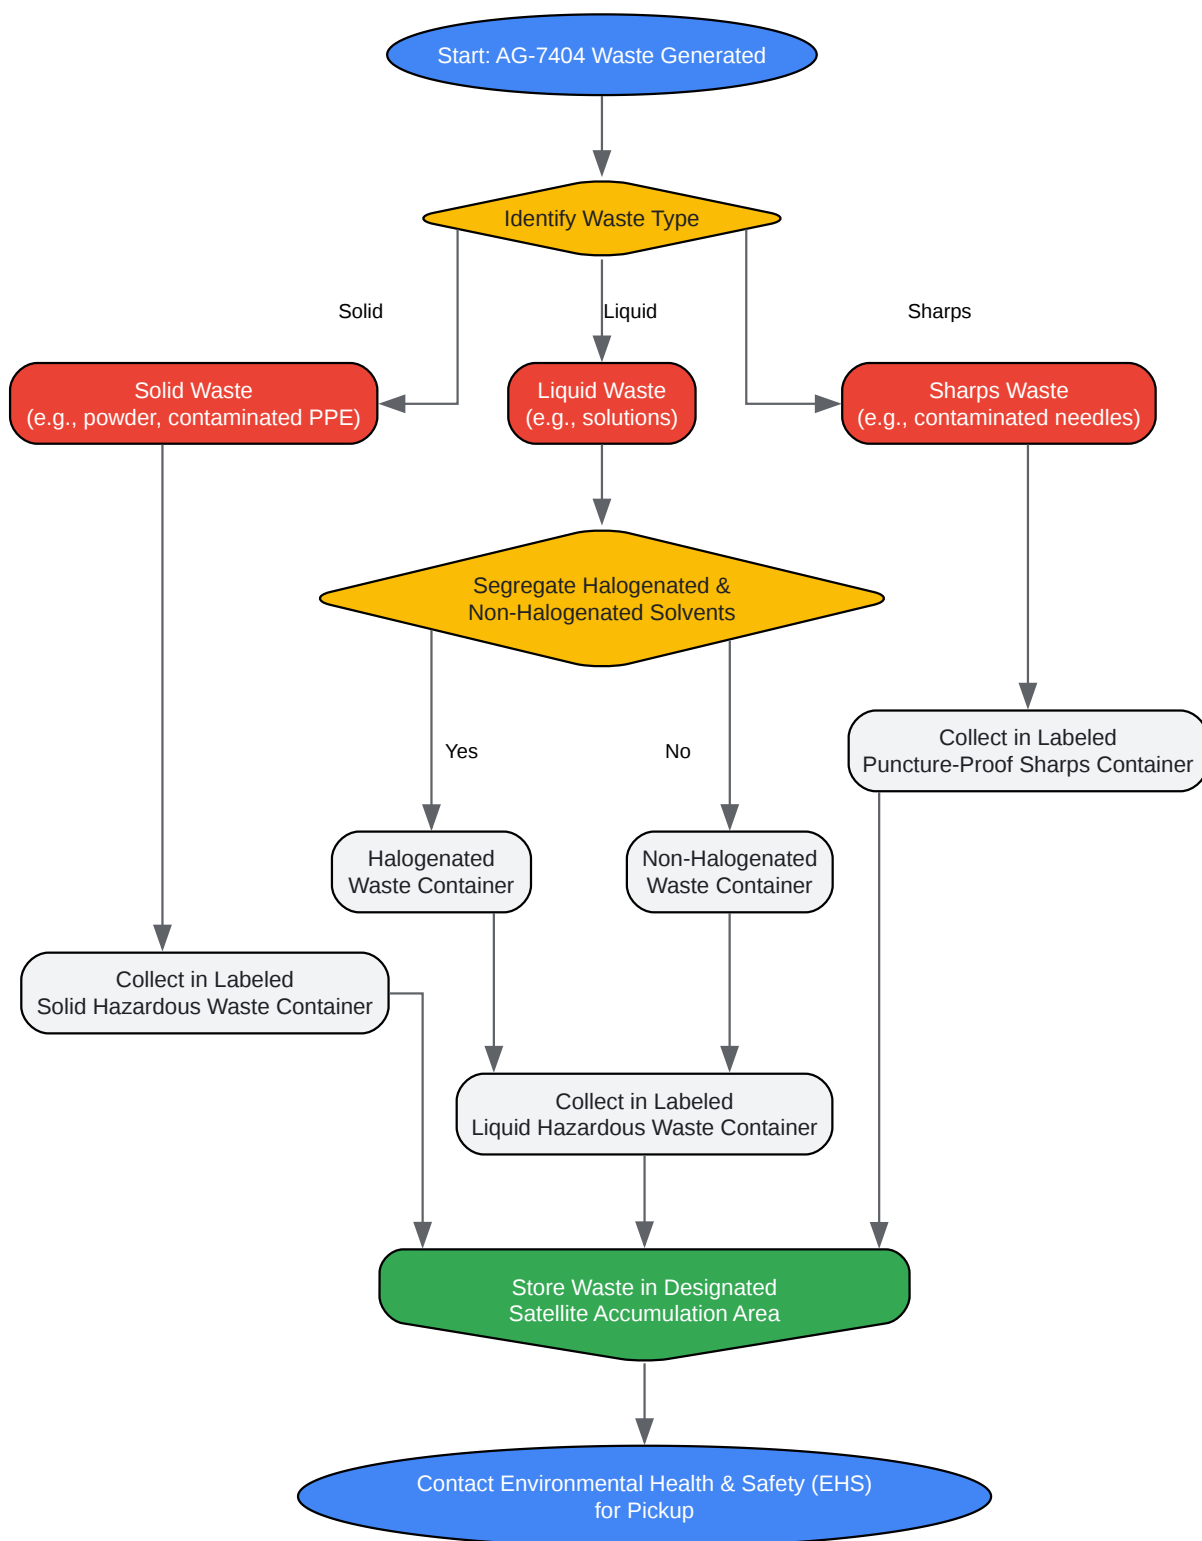 Start: AG-7404 Waste Generated
Identify Waste Type
Solid
Liquid
Sharps
Solid Waste
(e.g., powder, contaminated PPE)
Liquid Waste
(e.g., solutions)
Sharps Waste
(e.g., contaminated needles)
Segregate Halogenated &
Non-Halogenated Solvents
Yes
No
Collect in Labeled
Puncture-Proof Sharps Container
Halogenated
Waste Container
Non-Halogenated
Waste Container
Collect in Labeled
Solid Hazardous Waste Container
Collect in Labeled
Liquid Hazardous Waste Container
Store Waste in Designated
Satellite Accumulation Area
Contact Environmental Health & Safety (EHS)
for Pickup